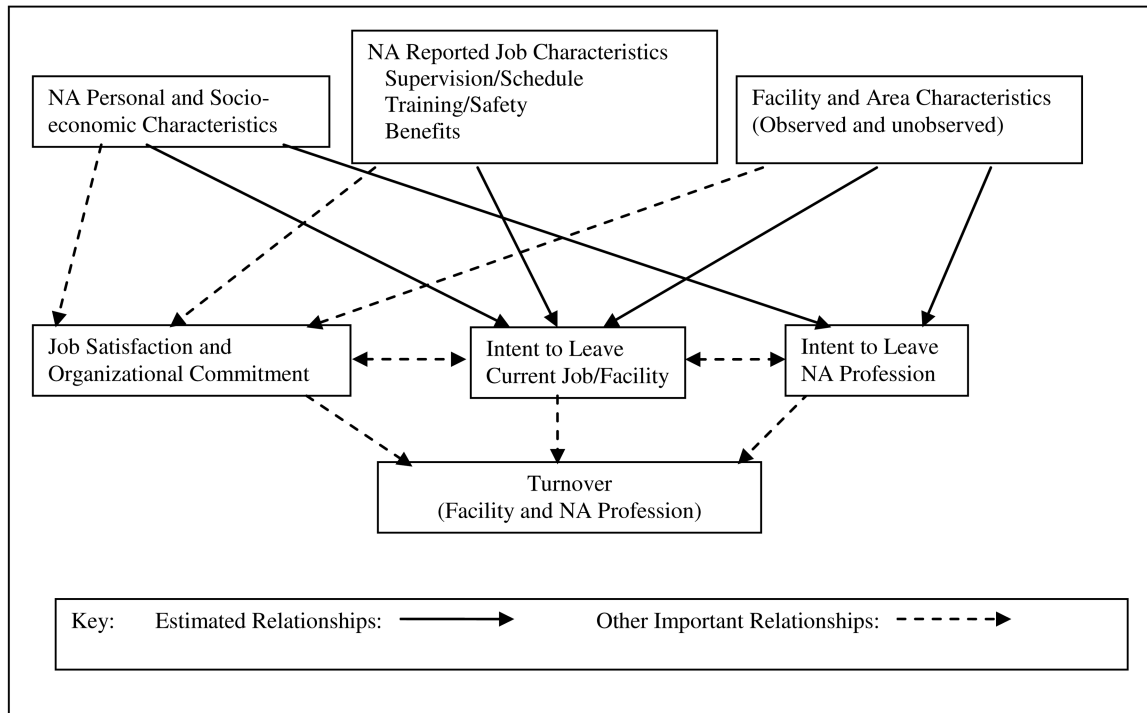 NA Personal and Socio-
economic Characteristics
NA Reported Job Characteristics
Supervision/Schedule
Training/Safety
Benefits
Facility and Area Characteristics
(Observed and unobserved)
Job Satisfaction and
Organizational Commitment
Intent to Leave
Current Job/Facility
Intent to Leave
NA Profession
Turnover
(Facility and NA Profession)
Key: Estimated Relationships: Other Important Relationships: